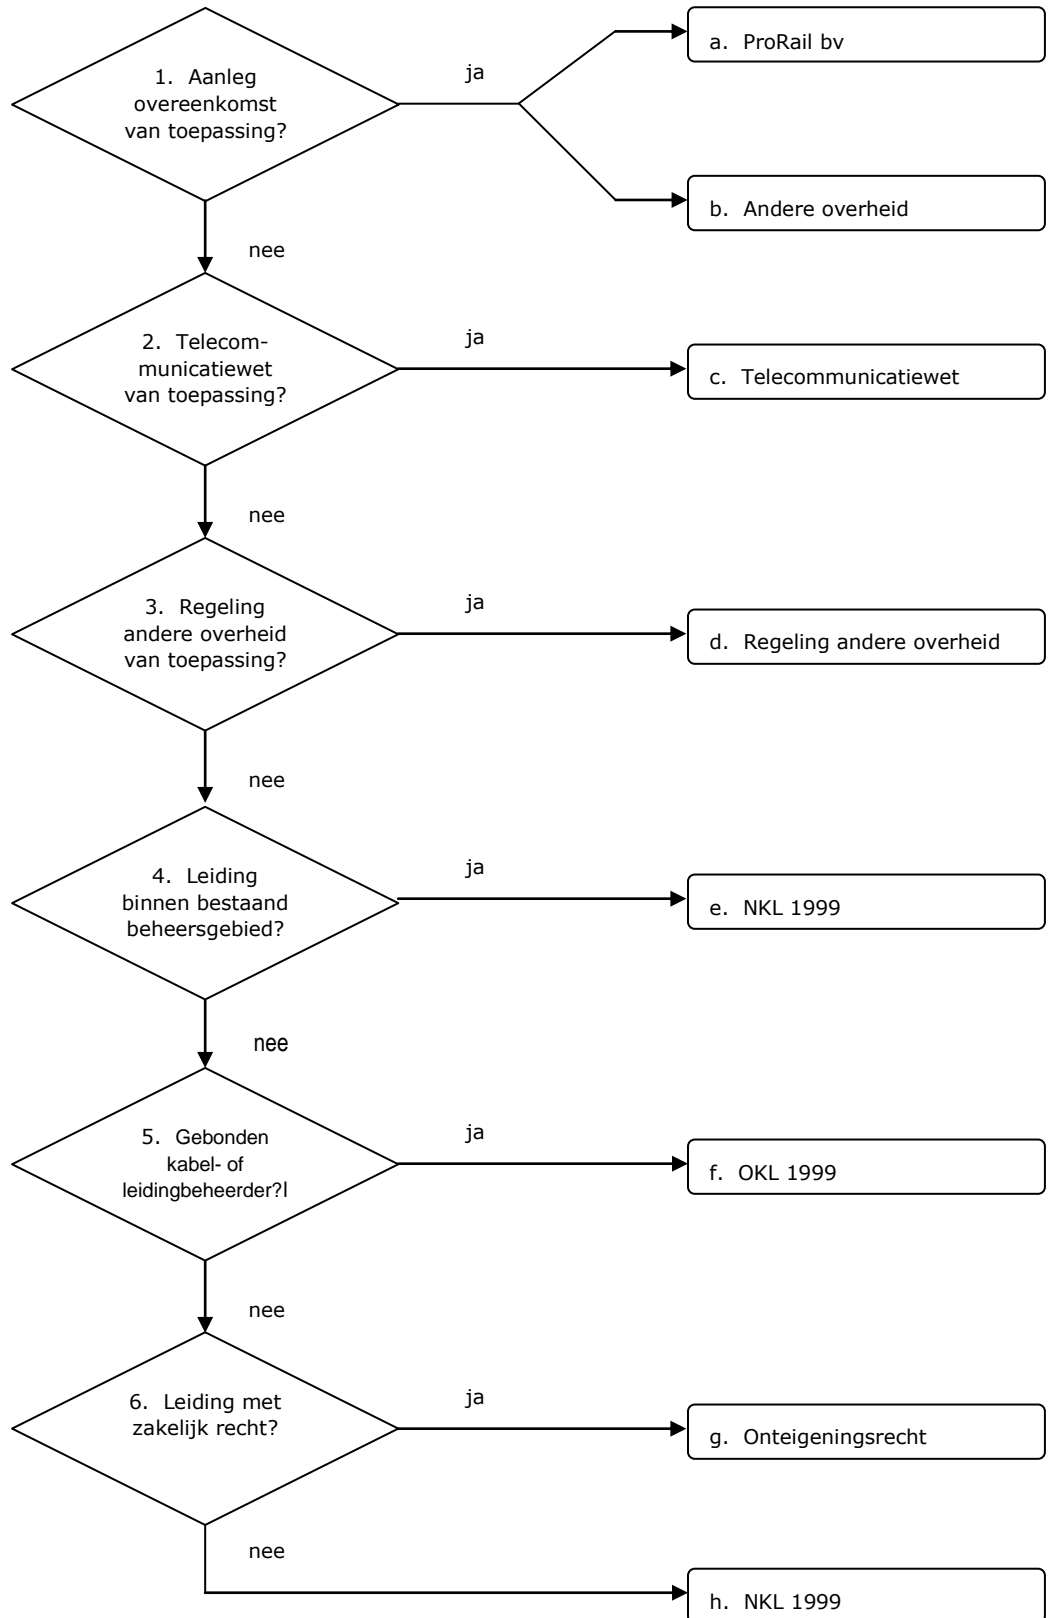 1. Aanleg
overeenkomst
van toepassing?
ja
a. ProRail bv
b. Andere overheid
nee
2. Telecom-
municatiewet
van toepassing?
ja
c. Telecommunicatiewet
nee
3. Regeling
andere overheid
van toepassing?
ja
d. Regeling andere overheid
nee
4. Leiding
binnen bestaand
beheersgebied?
ja
e. NKL 1999
nee
5. Gebonden
kabel- of
leidingbeheerder?l
ja
f. OKL 1999
nee
6. Leiding met
zakelijk recht?
ja
g. Onteigeningsrecht
nee
h. NKL 1999